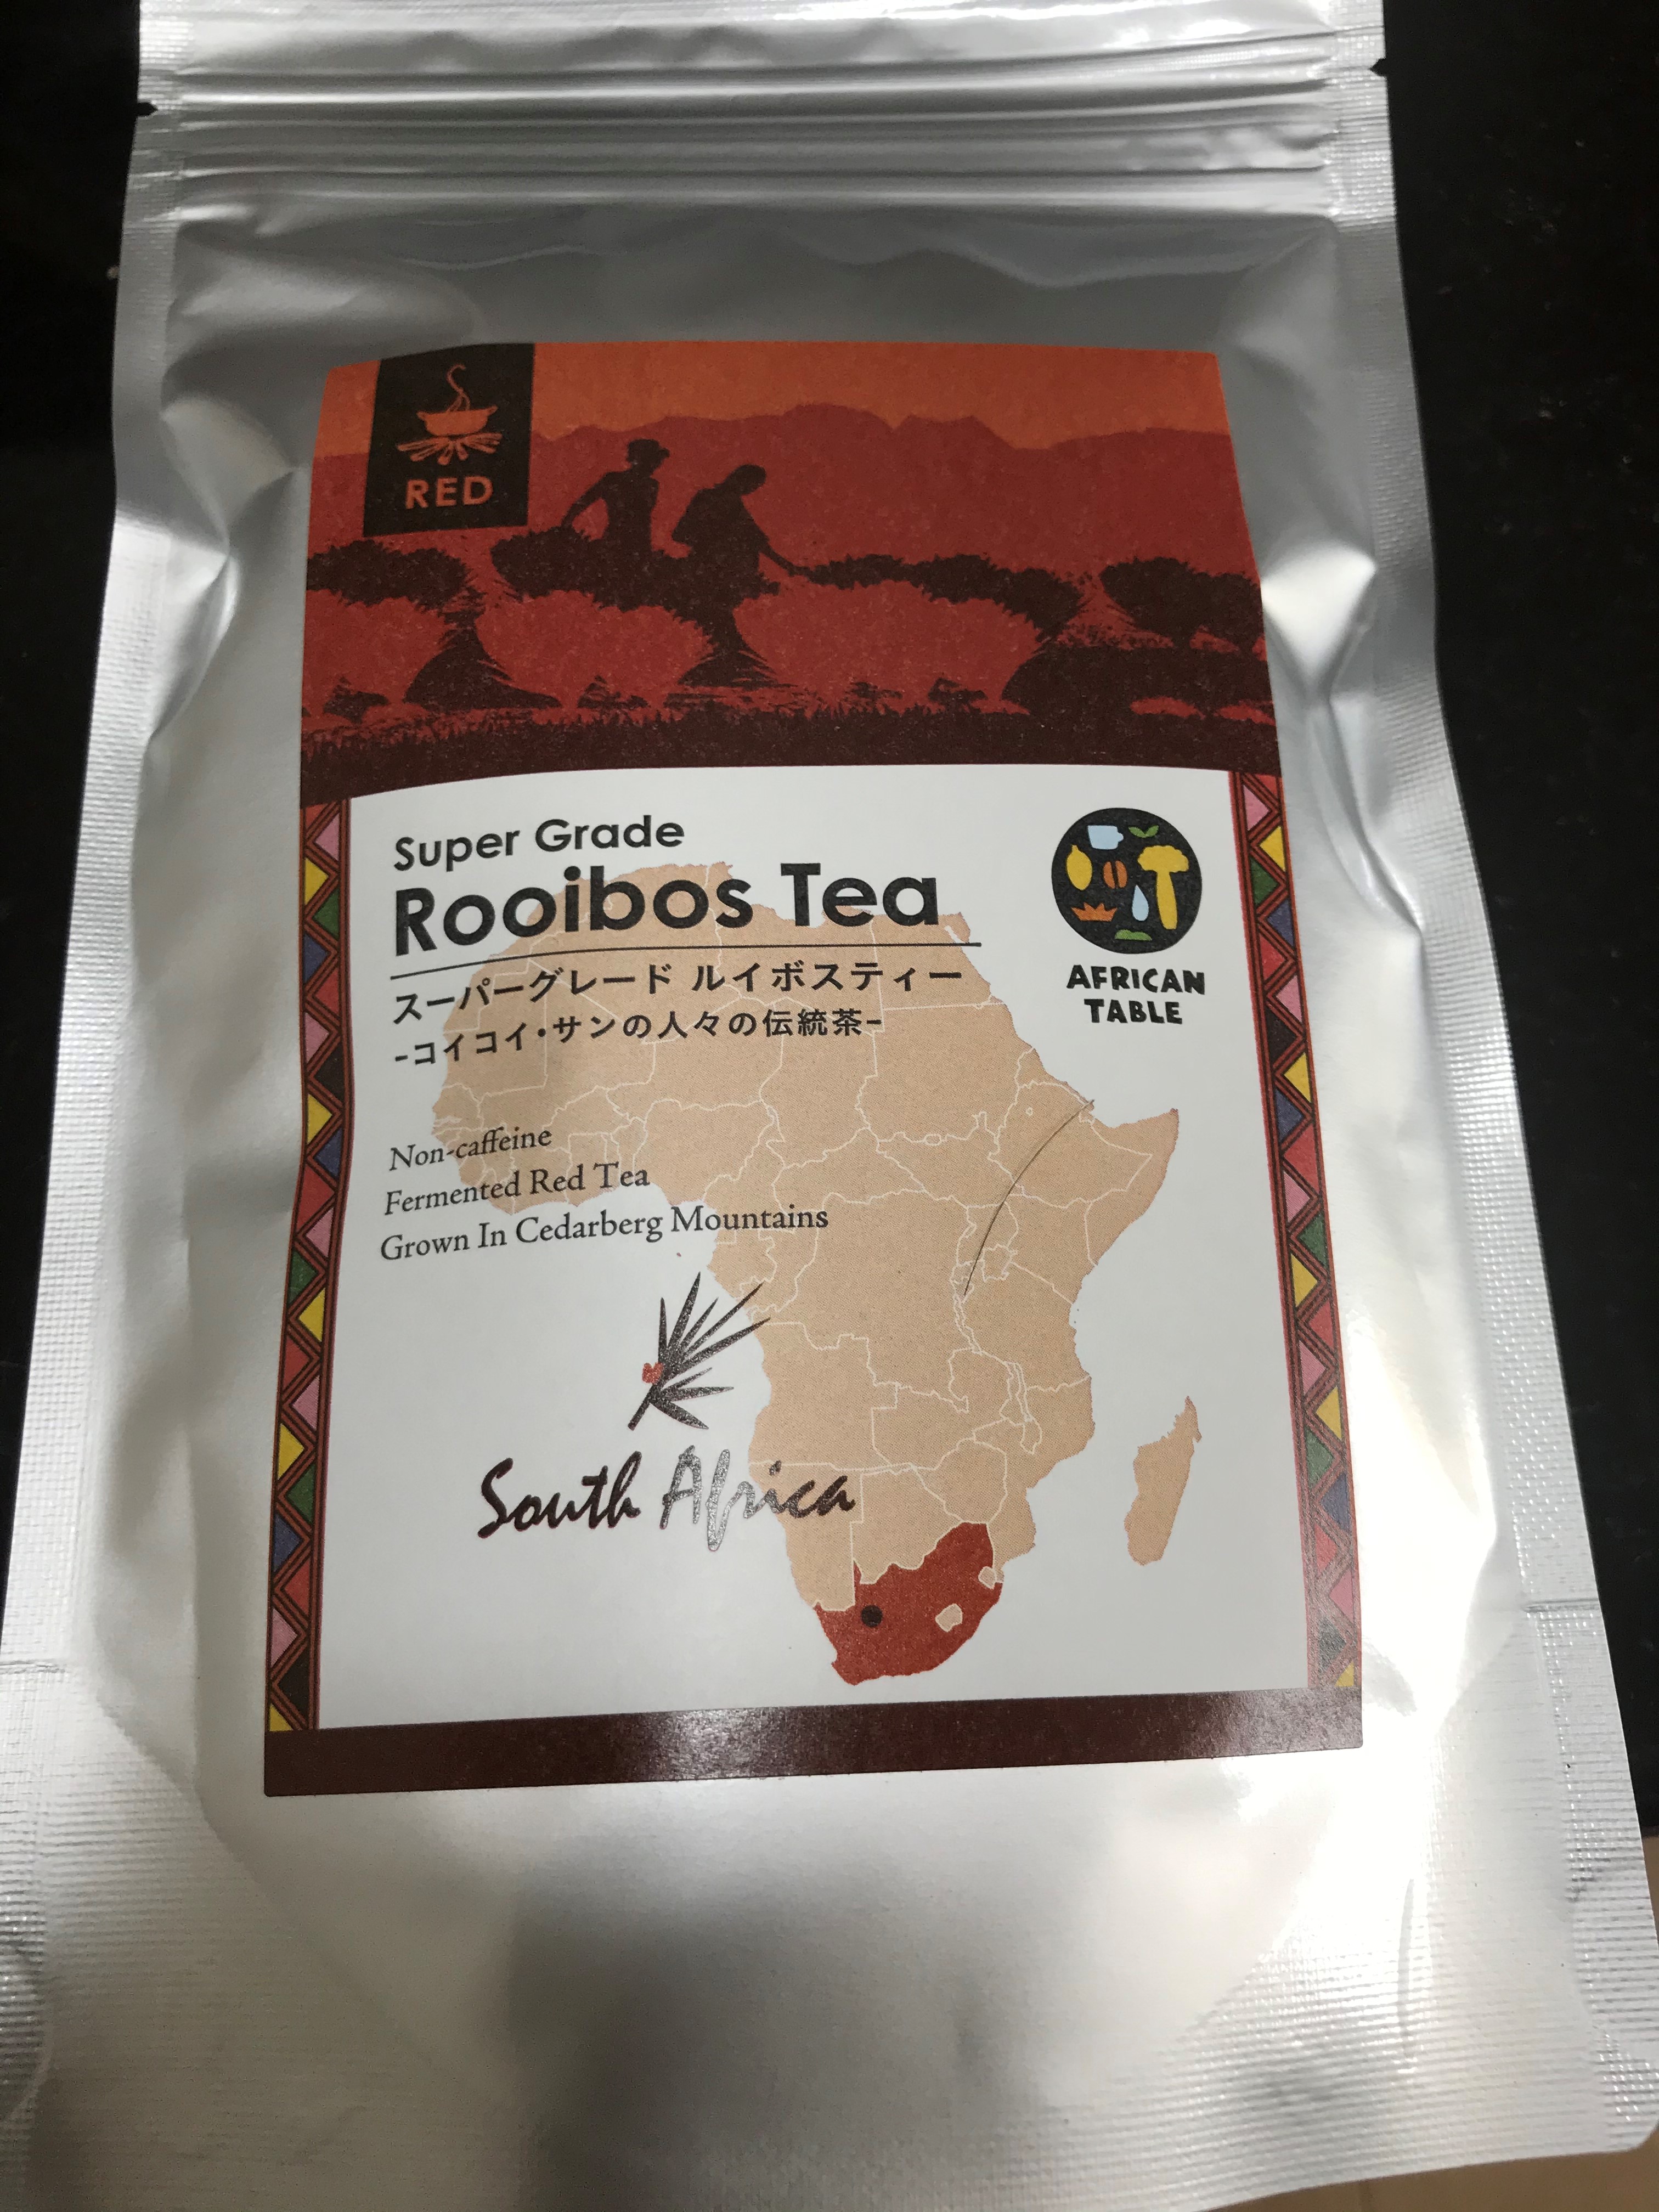 RED
Super Grade
Rooibos Tea
スーパーグレード ルイボスティー
-コイコイ・サンの人々の伝統茶-
AFRICAN
TABLE
Non-caffeine
Fermented Red Tea
Grown In Cedarberg Mountains
South Africa